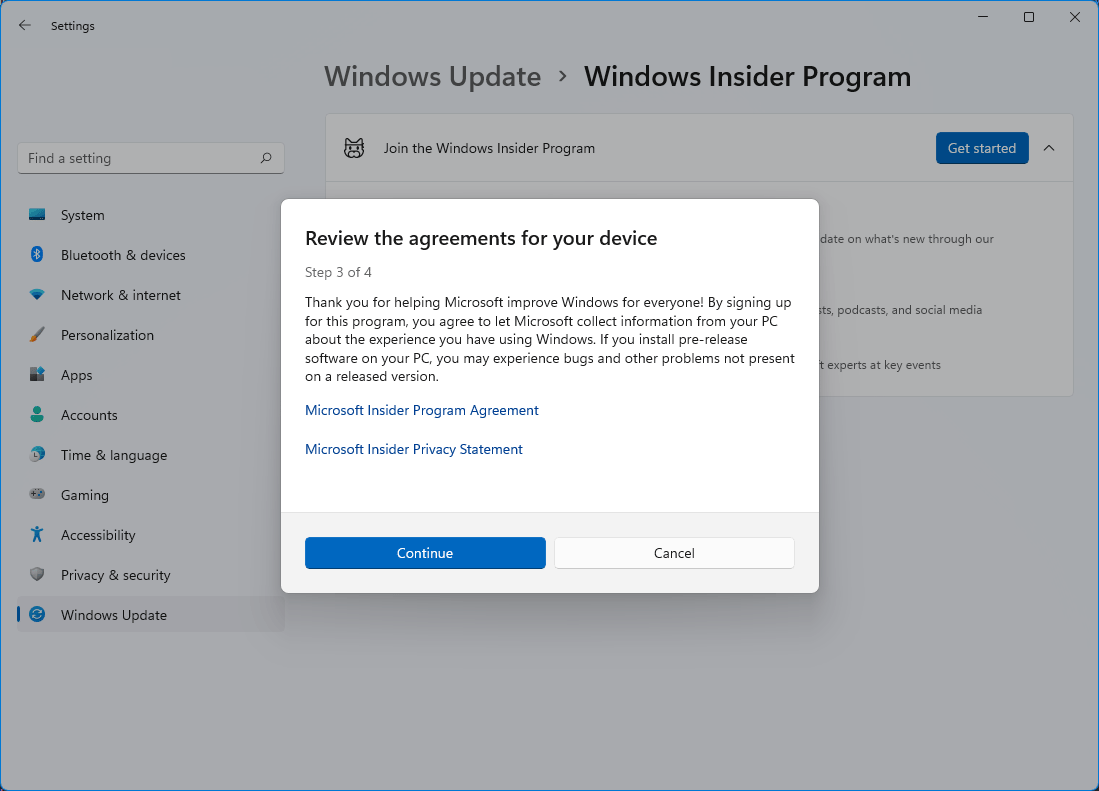 Settings
Windows Update > Windows Insider Program
Find a setting
Join the Windows Insider Program
Get started
System
Bluetooth & devices
Network & internet
Personalization
Apps
Accounts
Time & language
Gaming
Accessibility
Privacy & security
Windows Update
date on what's new through our
podcasts, and social media
experts at key events
Review the agreements for your device
Step 3 of 4
Thank you for helping Microsoft improve Windows for everyone! By signing up
for this program, you agree to let Microsoft collect information from your PC
about the experience you have using Windows. If you install pre-release
software on your PC, you may experience bugs and other problems not present
on a released version.
Microsoft Insider Program Agreement
Microsoft Insider Privacy Statement
Continue
Cancel